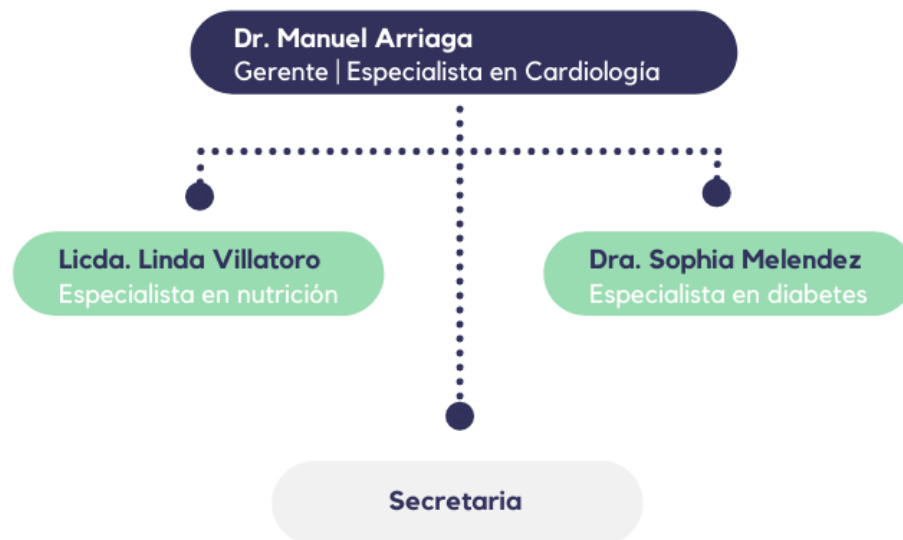 Dr. Manuel Arriaga
Gerente | Especialista en Cardiología
Licda. Linda Villatoro
Especialista en nutrición
Dra. Sophia Melendez
Especialista en diabetes
Secretaria